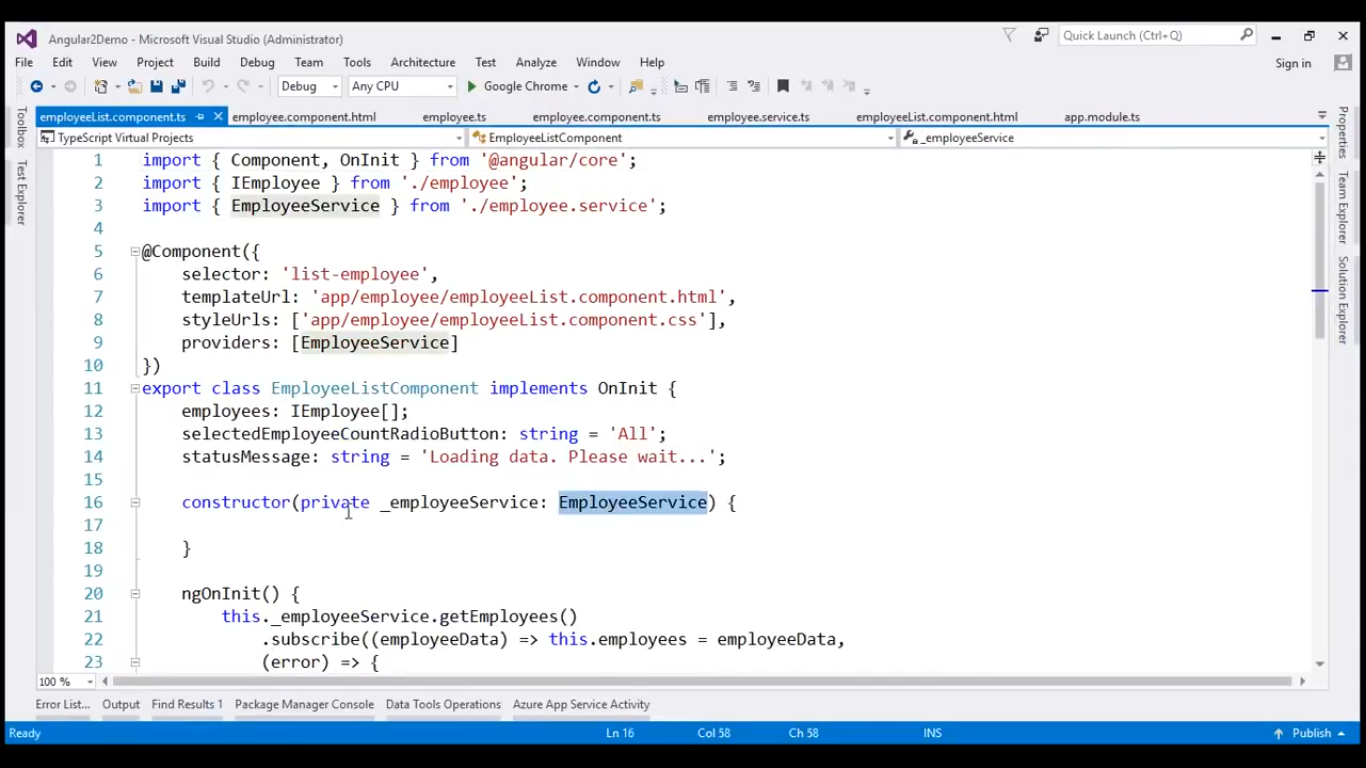 Angular2Demo - Microsoft Visual Studio (Administrator)
Quick Launch (Ctrl+Q)
File Edit View Project Build Debug Team Tools Architecture Test Analyze Window Help
Sign in
Debug Any CPU Google Chrome
employeeList.component.ts employee.component.html employee.ts employee.component.ts employee.service.ts employeeList.component.html app.module.ts
TypeScript Virtual Projects EmployeeListComponent _employeeService
Toolbox
Test Explorer
Properties
Team Explorer
Solution Explorer
1 import { Component, OnInit } from '@angular/core';
2 import { IEmployee } from './employee';
3 import { EmployeeService } from './employee.service';
4
5 @Component({
6 selector: 'list-employee',
7 templateUrl: 'app/employee/employeeList.component.html',
8 styleUrls: ['app/employee/employeeList.component.css'],
9 providers: [EmployeeService]
10 })
11 export class EmployeeListComponent implements OnInit {
12 employees: IEmployee[];
13 selectedEmployeeCountRadioButton: string = 'All';
14 statusMessage: string = 'Loading data. Please wait...';
15
16 constructor(private _employeeService: EmployeeService) {
17
18 }
19
20 ngOnInit() {
21 this._employeeService.getEmployees()
22 .subscribe((employeeData) => this.employees = employeeData,
23 (error) => {
100 %
Error List... Output Find Results 1 Package Manager Console Data Tools Operations Azure App Service Activity
Ready Ln 16 Col 58 Ch 58 INS Publish